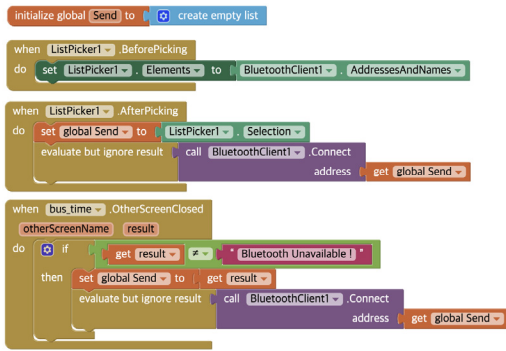 initialize global Send to create empty list
when ListPicker1 .BeforePicking
do set ListPicker1 . Elements to BluetoothClient1 . AddressesAndNames
when ListPicker1 .AfterPicking
do set global Send to ListPicker1 . Selection
evaluate but ignore result call BluetoothClient1 .Connect
address get global Send
when bus_time .OtherScreenClosed
otherScreenName result
do if get result ≠ " Bluetooth Unavailable ! "
then set global Send to get result
evaluate but ignore result call BluetoothClient1 .Connect
address get global Send